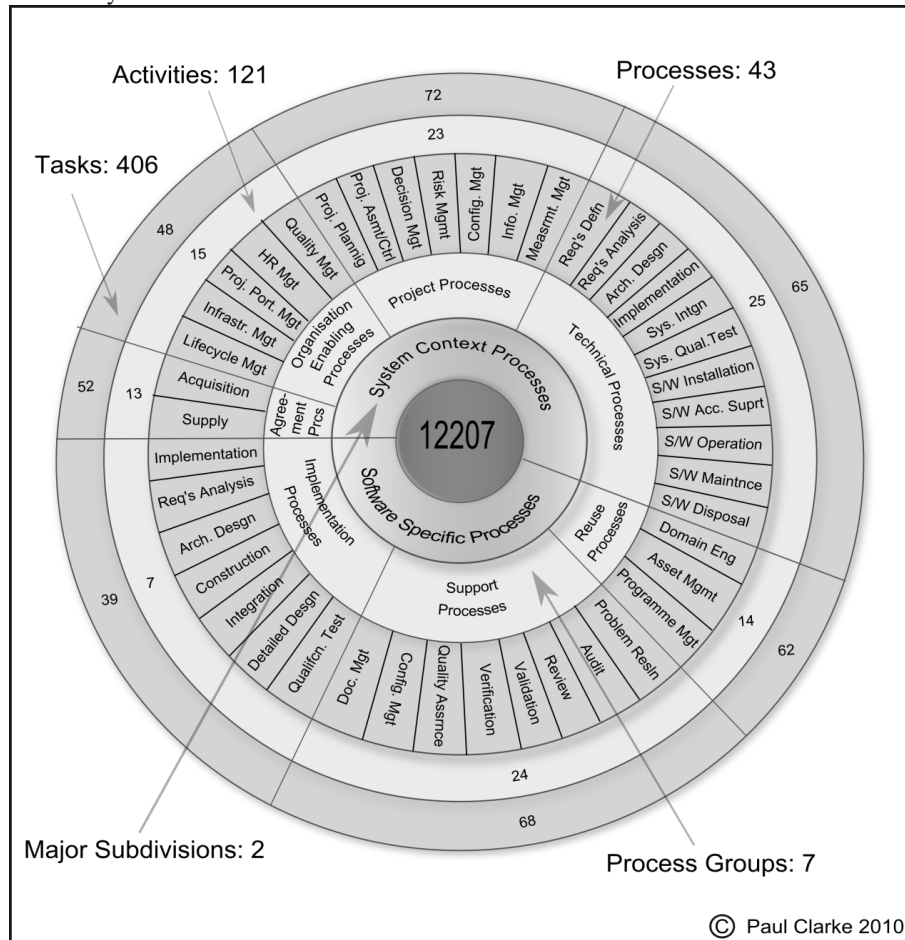 Activities: 121
Processes: 43
Tasks: 406
72
23
48
15
52
13
39
7
65
25
62
14
24
68
Quality Mgt
HR Mgt
Proj. Port. Mgt
Infrastr. Mgt
Lifecycle Mgt
Acquisition
Supply
Proj. Plannig
Proj. Asmt/Ctrl
Decision Mgt
Risk Mgmt
Config. Mgt
Info. Mgt
Measrmt. Mgt
Req's Defn
Req's Analysis
Arch. Desgn
Implementation
Sys. Intgn
Sys. Qual.Test
S/W Installation
S/W Acc. Suprt
S/W Operation
S/W Maintnce
S/W Disposal
Domain Eng
Asset Mgmt
Programme Mgt
Problem Resln
Audit
Review
Validation
Verification
Quality Assrnce
Config. Mgt
Doc. Mgt
Qualifcn. Test
Detailed Desgn
Integration
Construction
Arch. Desgn
Req's Analysis
Implementation
Organisation
Enabling
Processes
Project Processes
Technical Processes
Agree-
ment
Prcs
Implementation
Processes
Support
Processes
Reuse
Processes
System Context Processes
12207
Software Specific Processes
Major Subdivisions: 2
Process Groups: 7
© Paul Clarke 2010